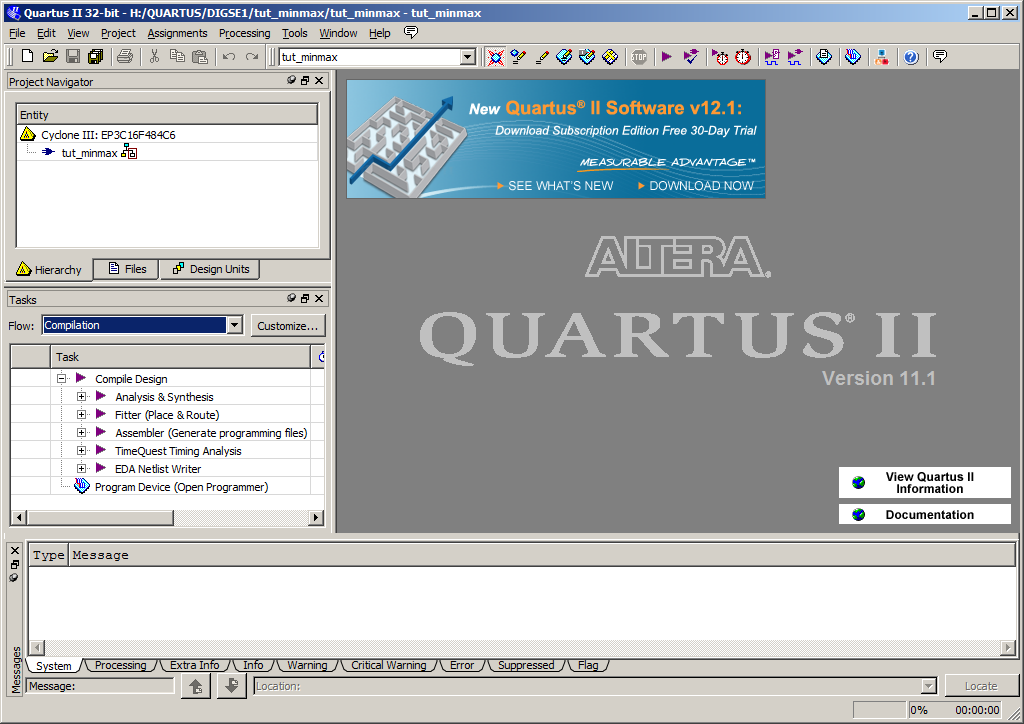 Quartus II 32-bit - H:/QUARTUS/DIGSE1/tut_minmax/tut_minmax - tut_minmax
File Edit View Project Assignments Processing Tools Window Help
tut_minmax
STOP
Project Navigator
Entity
Cyclone III: EP3C16F484C6
tut_minmax
Hierarchy Files Design Units
Tasks
Flow: Compilation Customize...
Task
Compile Design
Analysis & Synthesis
Fitter (Place & Route)
Assembler (Generate programming files)
TimeQuest Timing Analysis
EDA Netlist Writer
Program Device (Open Programmer)
New Quartus® II Software v12.1:
Download Subscription Edition Free 30-Day Trial
MEASURABLE ADVANTAGE™
SEE WHAT'S NEW DOWNLOAD NOW
ALTERA®
QUARTUS® II
Version 11.1
View Quartus II
Information
Documentation
Type Message
Messages
System Processing Extra Info Info Warning Critical Warning Error Suppressed Flag
Message: Location: Locate
0% 00:00:00